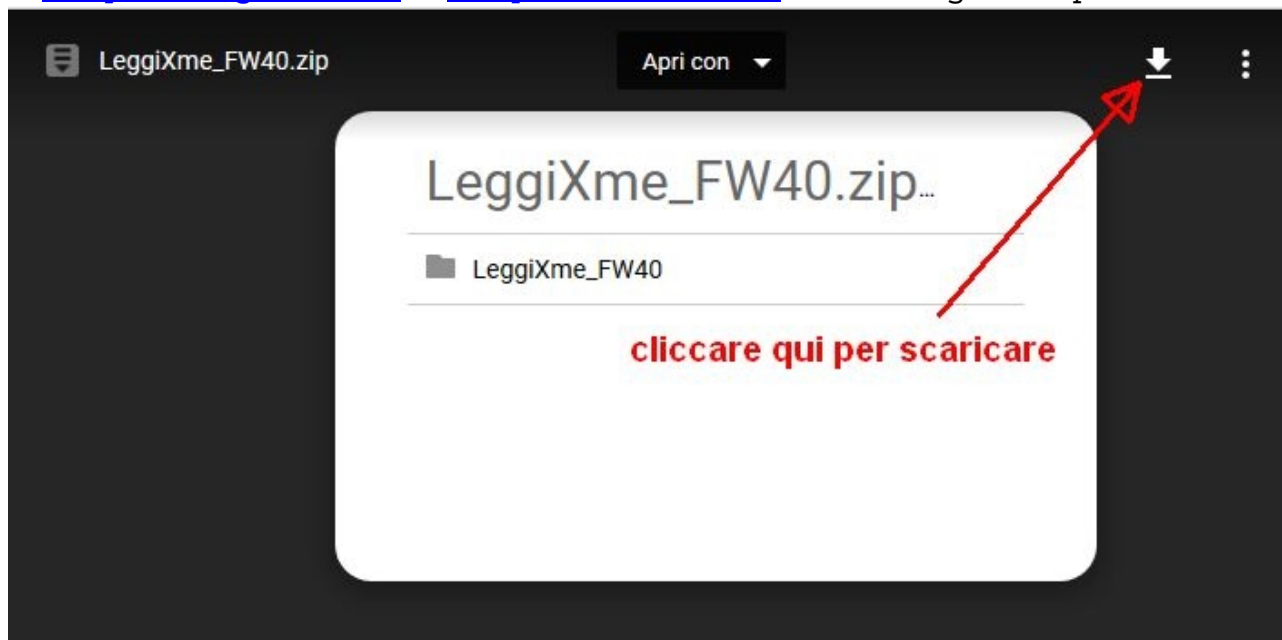 LeggiXme_FW40.zip
Apri con
LeggiXme_FW40.zip...
LeggiXme_FW40
cliccare qui per scaricare